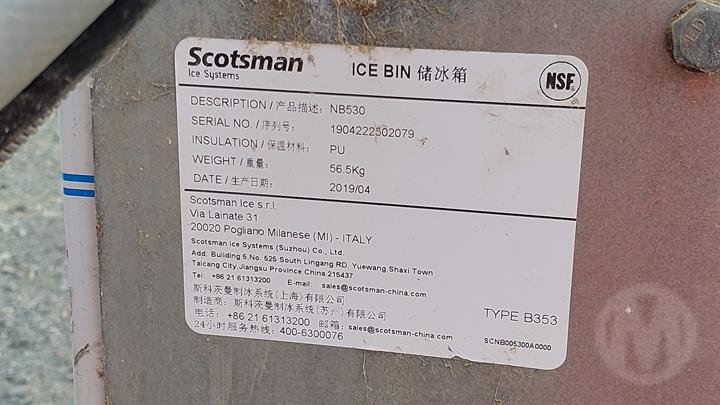 Scotsman®
Ice Systems
ICE BIN 储冰箱
NSF
DESCRIPTION / 产品描述: NB530
SERIAL NO. / 序列号: 1904222502079
INSULATION / 保温材料: PU
WEIGHT / 重量: 56.5Kg
DATE / 生产日期: 2019/04
Scotsman Ice s.r.l.
Via Lainate 31
20020 Pogliano Milanese (MI) - ITALY
Scotsman Ice Systems (Suzhou) Co., Ltd.
Add: Building 5,No. 525 South Lingang RD, Yuewang,Shaxi Town
Taicang City,Jiangsu Province China 215437
Tel: +86 21 61313200 E-mail: sales@scotsman-china.com
斯科茨曼制冰系统(上海)有限公司
制造商: 斯科茨曼制冰系统(苏州)有限公司
电话: +86 21 61313200 邮箱: sales@scotsman-china.com
24小时服务热线: 400-6300076
TYPE B353
SCNB005300A0000